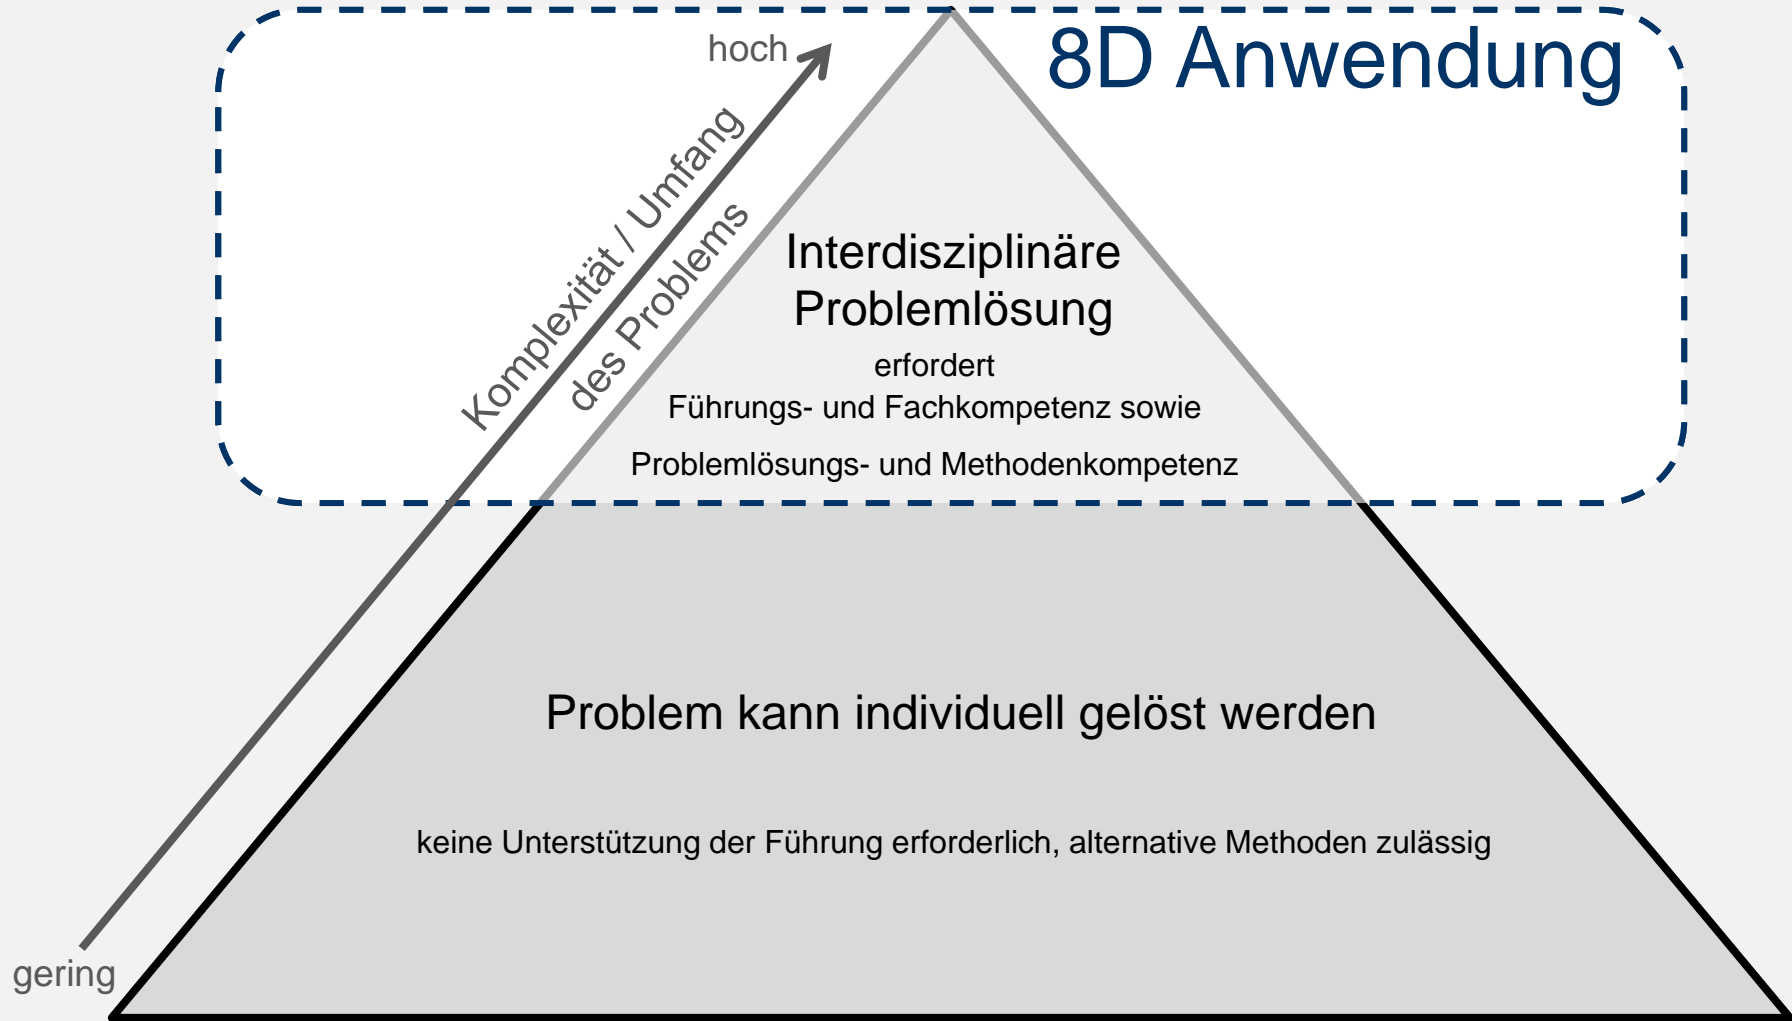 8D Anwendung
hoch
Komplexität / Umfang
des Problems
Interdisziplinäre
Problemlösung
erfordert
Führungs- und Fachkompetenz sowie
Problemlösungs- und Methodenkompetenz
Problem kann individuell gelöst werden
keine Unterstützung der Führung erforderlich, alternative Methoden zulässig
gering